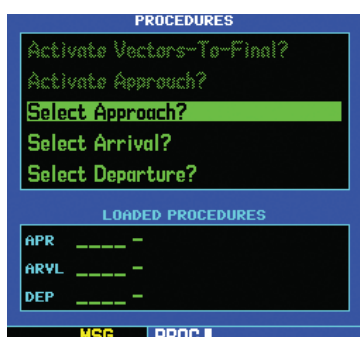 PROCEDURES
Activate Vectors-To-Final?
Activate Approach?
Select Approach?
Select Arrival?
Select Departure?
LOADED PROCEDURES
APR ____-
ARVL ____-
DEP ____-
MSG PROC